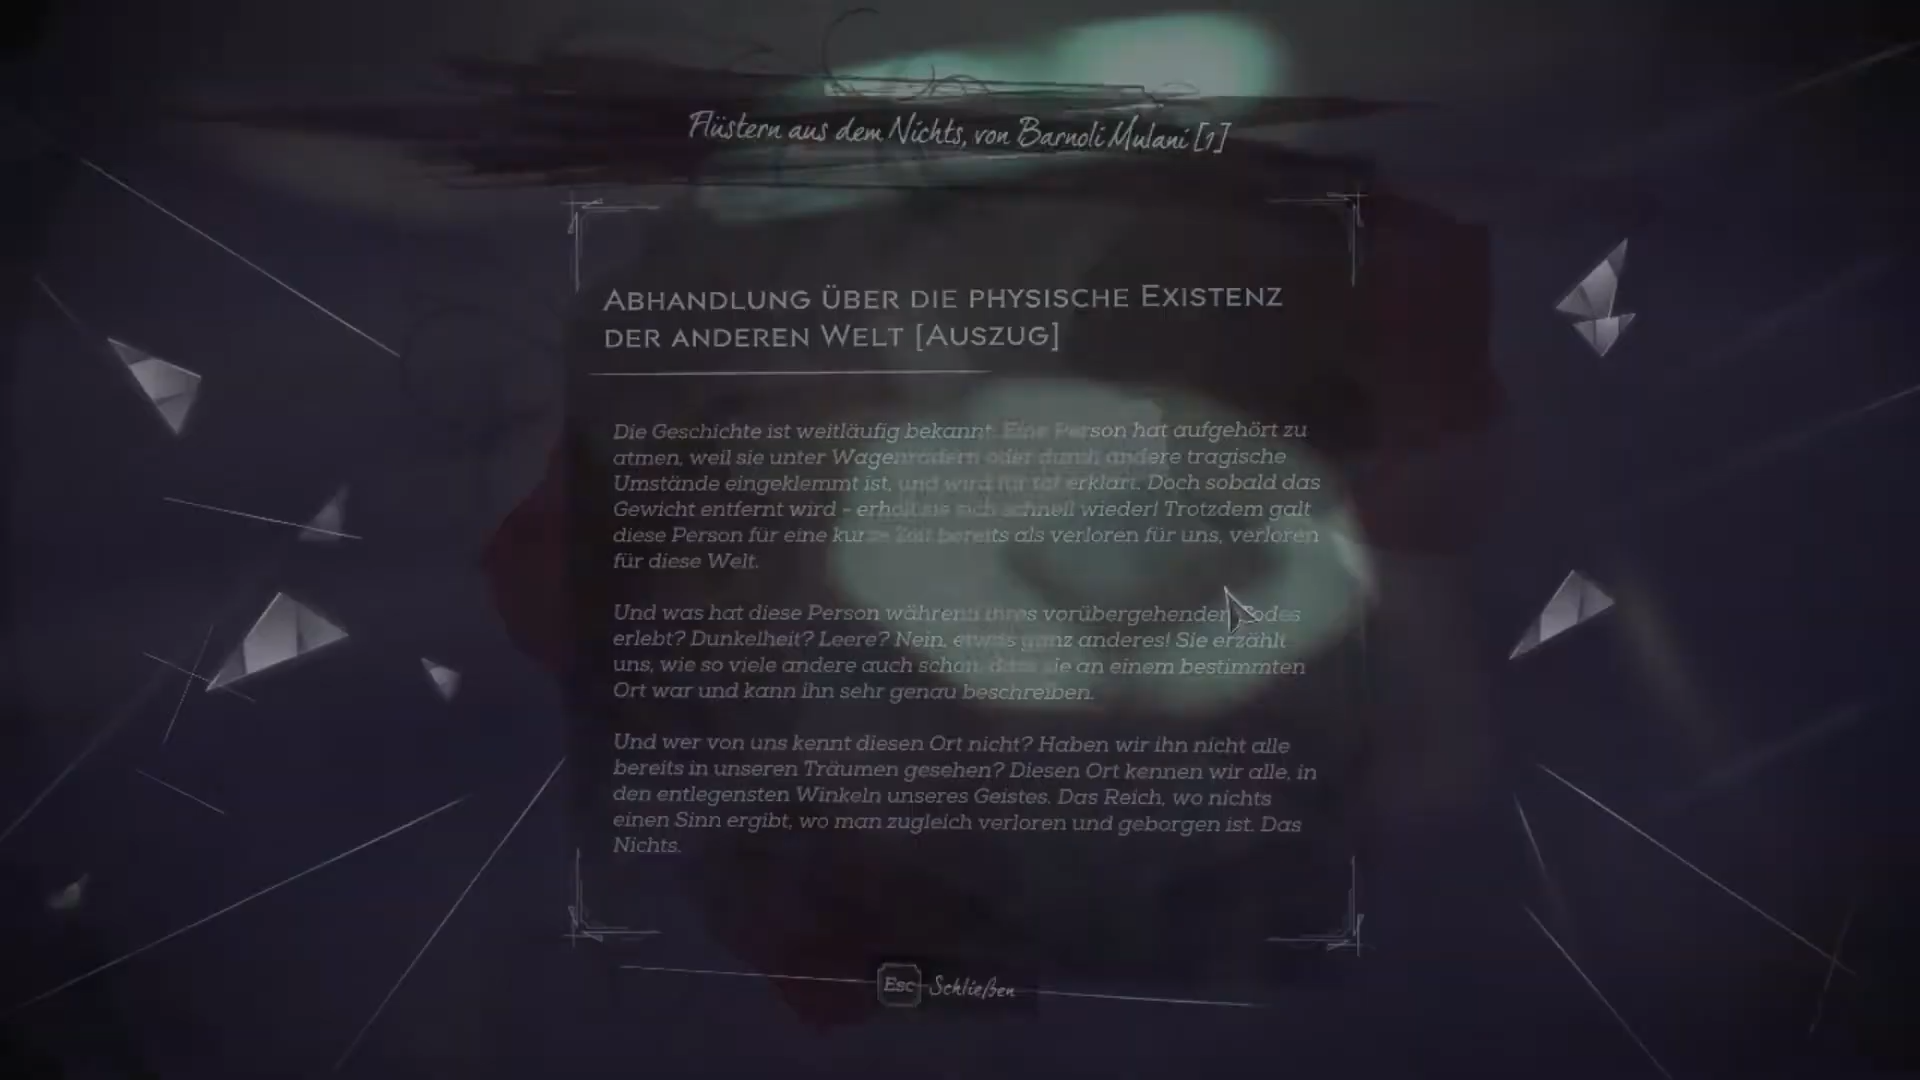 Flüstern aus dem Nichts, von Barnoli Mulani [1]
Abhandlung über die physische Existenz
der anderen Welt [Auszug]
Die Geschichte ist weitläufig bekannt. Eine Person hat aufgehört zu
atmen, weil sie unter Wagenrädern oder durch andere tragische
Umstände eingeklemmt ist, und wird für tot erklärt. Doch sobald das
Gewicht entfernt wird - erholt sie sich schnell wieder! Trotzdem galt
diese Person für eine kurze Zeit bereits als verloren für uns, verloren
für diese Welt.
Und was hat diese Person während ihres vorübergehenden Todes
erlebt? Dunkelheit? Leere? Nein, etwas ganz anderes! Sie erzählt
uns, wie so viele andere auch schon, dass sie an einem bestimmten
Ort war und kann ihn sehr genau beschreiben.
Und wer von uns kennt diesen Ort nicht? Haben wir ihn nicht alle
bereits in unseren Träumen gesehen? Diesen Ort kennen wir alle, in
den entlegensten Winkeln unseres Geistes. Das Reich, wo nichts
einen Sinn ergibt, wo man zugleich verloren und geborgen ist. Das
Nichts.
Esc Schließen